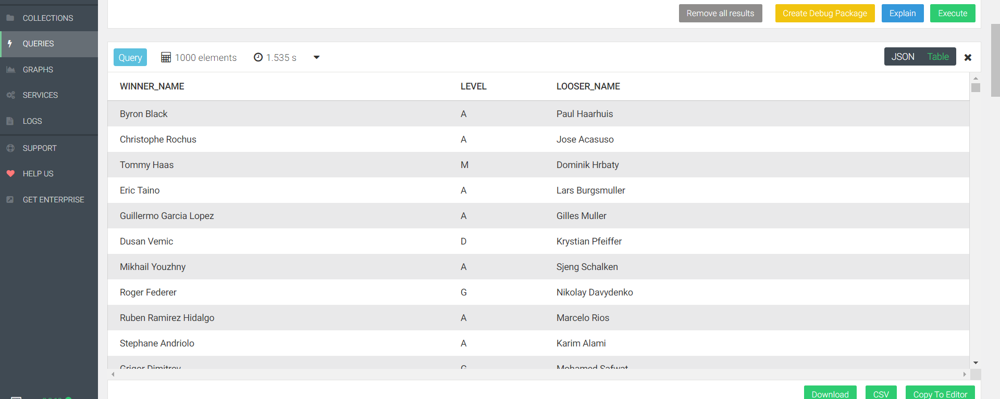 COLLECTIONS
QUERIES
GRAPHS
SERVICES
LOGS
SUPPORT
HELP US
GET ENTERPRISE
Remove all results Create Debug Package Explain Execute
Query 1000 elements 1.535 s JSON Table
WINNER_NAME LEVEL LOOSER_NAME
Byron Black A Paul Haarhuis
Christophe Rochus A Jose Acasuso
Tommy Haas M Dominik Hrbaty
Eric Taino A Lars Burgsmuller
Guillermo Garcia Lopez A Gilles Muller
Dusan Vemic D Krystian Pfeiffer
Mikhail Youzhny A Sjeng Schalken
Roger Federer G Nikolay Davydenko
Ruben Ramirez Hidalgo A Marcelo Rios
Stephane Andriolo A Karim Alami
Grigor Dimitrov G Mohamed Safwat
Download CSV Copy To Editor